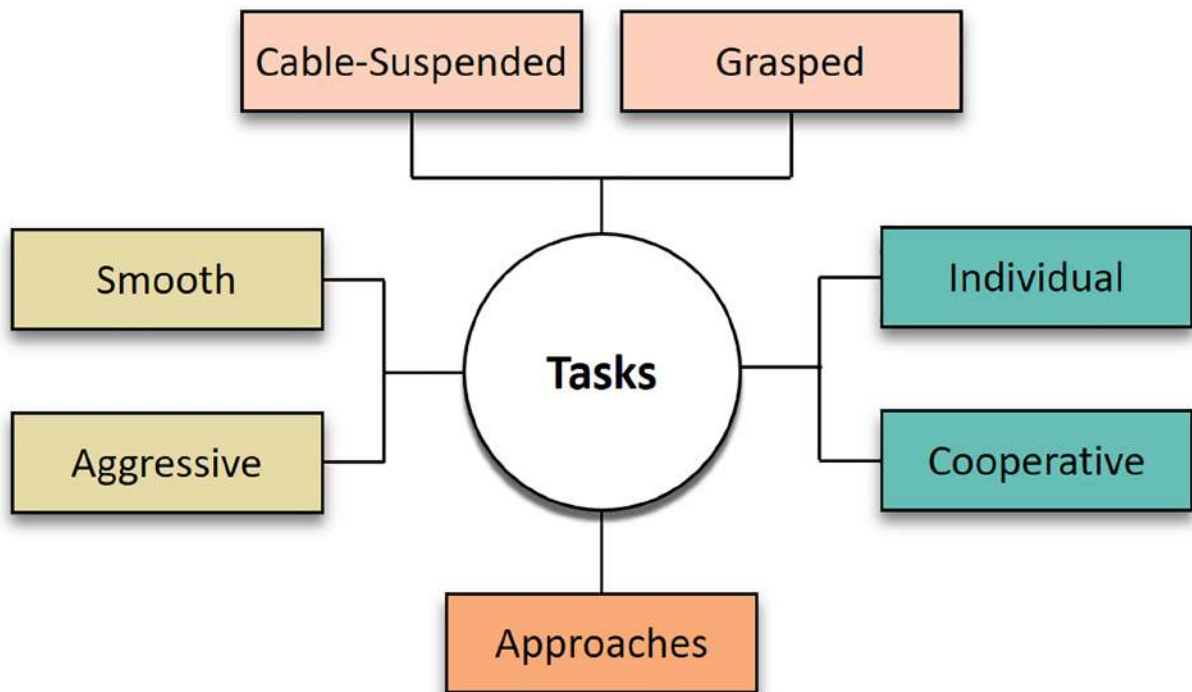 Cable-Suspended
Grasped
Smooth
Individual
Tasks
Aggressive
Cooperative
Approaches